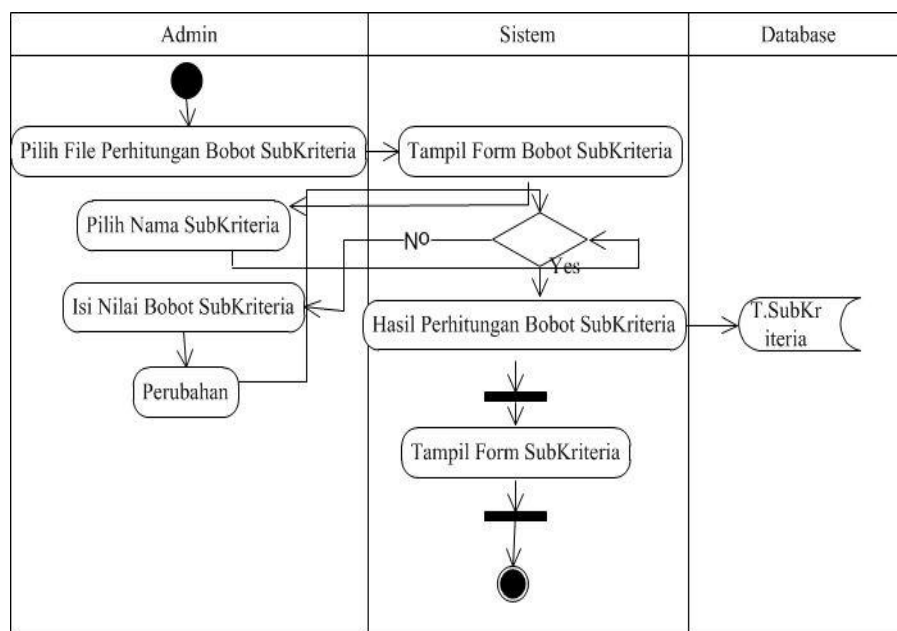 Admin
Sistem
Database
Pilih File Perhitungan Bobot SubKriteria
Tampil Form Bobot SubKriteria
Pilih Nama SubKriteria
No
Yes
Isi Nilai Bobot SubKriteria
Hasil Perhitungan Bobot SubKriteria
T.SubKr
iteria
Perubahan
Tampil Form SubKriteria